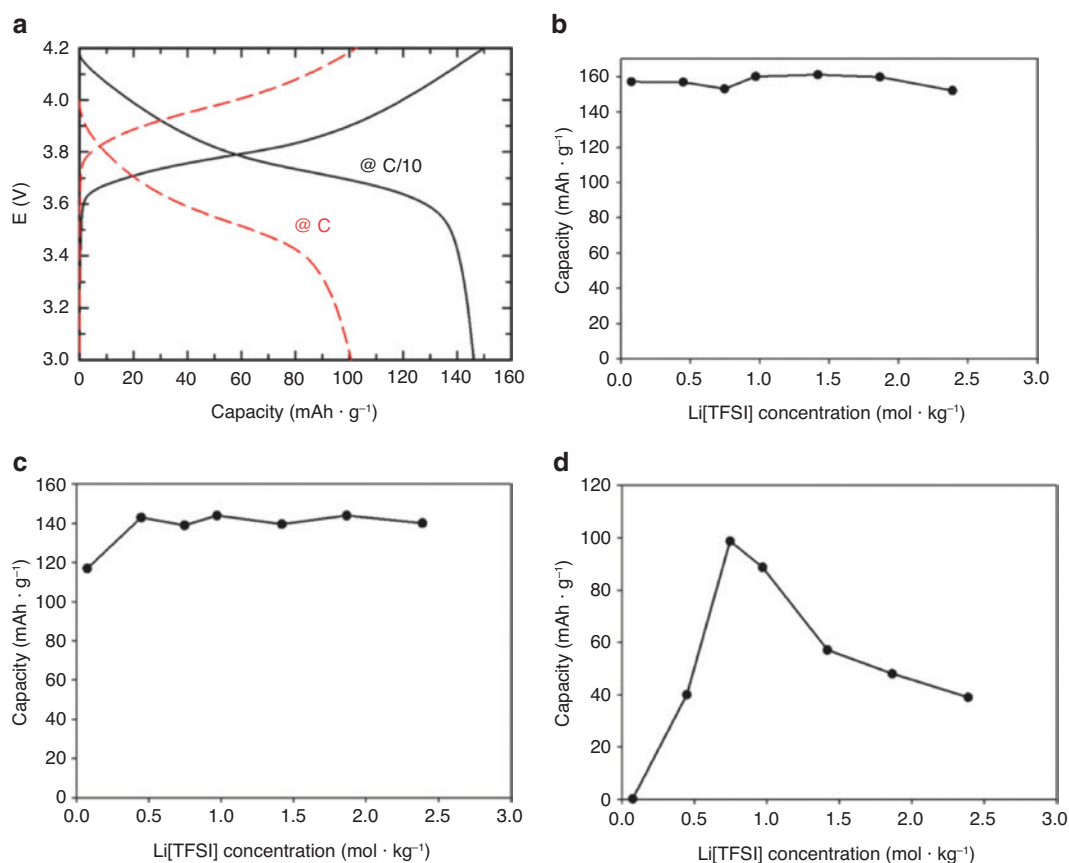 a
4.2
4.0
3.8
3.6
3.4
3.2
3.0
E (V)
@ C/10
@ C
0 20 40 60 80 100 120 140 160
Capacity (mAh · g⁻¹)
b
160
140
120
100
80
60
40
20
0
Capacity (mAh · g⁻¹)
0.0 0.5 1.0 1.5 2.0 2.5 3.0
Li[TFSI] concentration (mol · kg⁻¹)
c
160
140
120
100
80
60
40
20
0
Capacity (mAh · g⁻¹)
0.0 0.5 1.0 1.5 2.0 2.5 3.0
Li[TFSI] concentration (mol · kg⁻¹)
d
120
100
80
60
40
20
0
Capacity (mAh · g⁻¹)
0.0 0.5 1.0 1.5 2.0 2.5 3.0
Li[TFSI] concentration (mol · kg⁻¹)